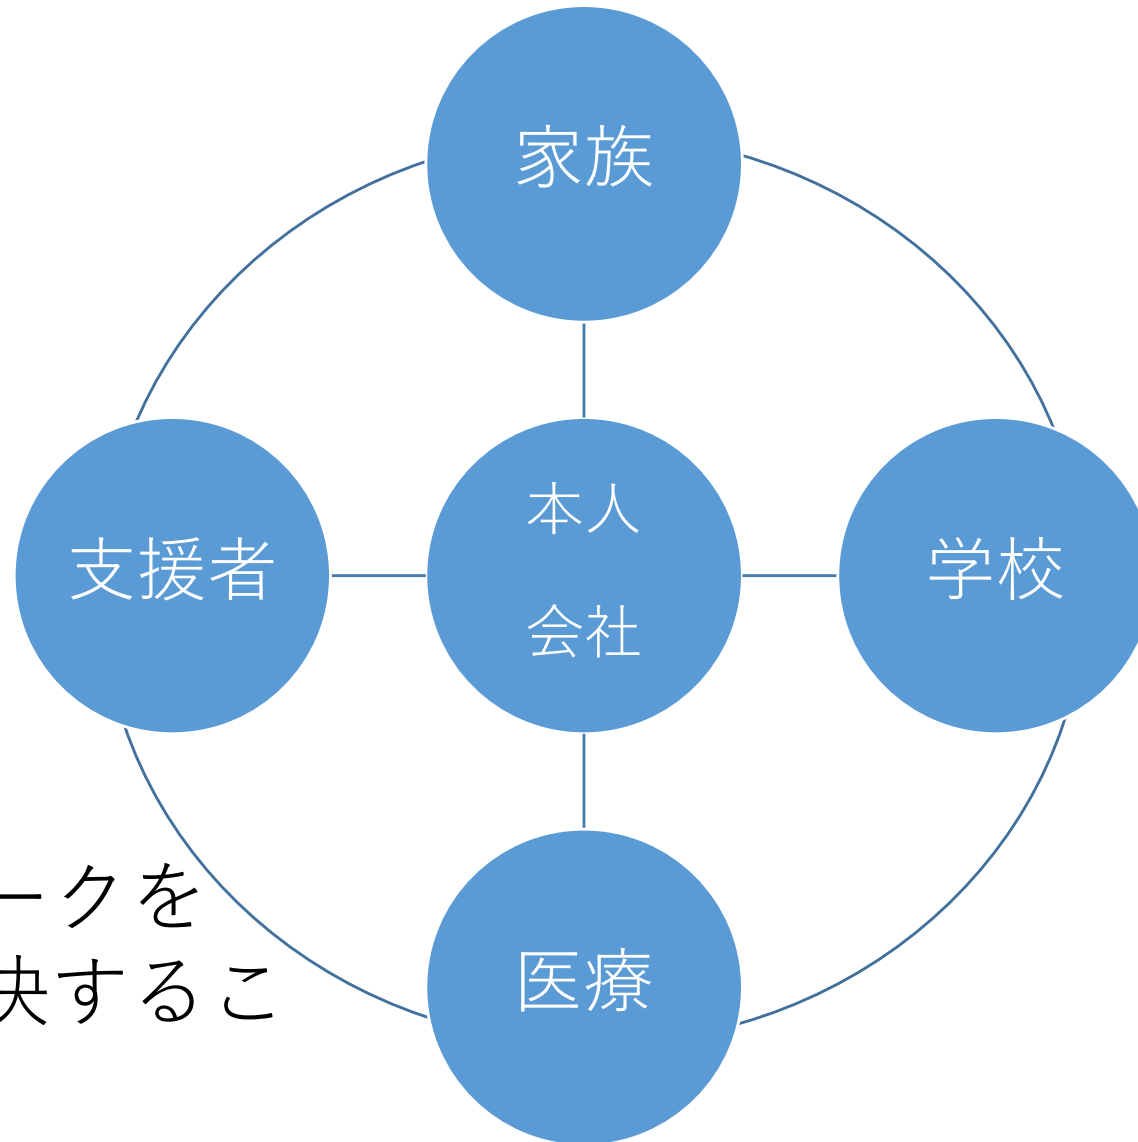 家族
支援者
本人
会社
学校
ークを
決するこ
医療